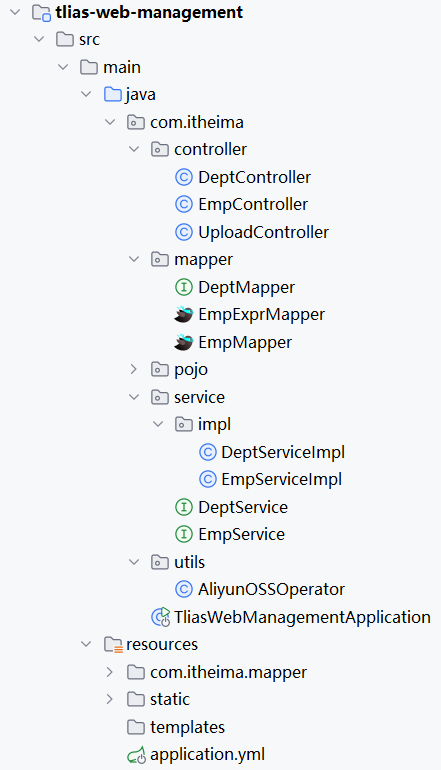 tlias-web-management
src
main
java
com.itheima
controller
DeptController
EmpController
UploadController
mapper
DeptMapper
EmpExprMapper
EmpMapper
pojo
service
impl
DeptServiceImpl
EmpServiceImpl
DeptService
EmpService
utils
AliyunOSSOperator
TliasWebManagementApplication
resources
com.itheima.mapper
static
templates
application.yml